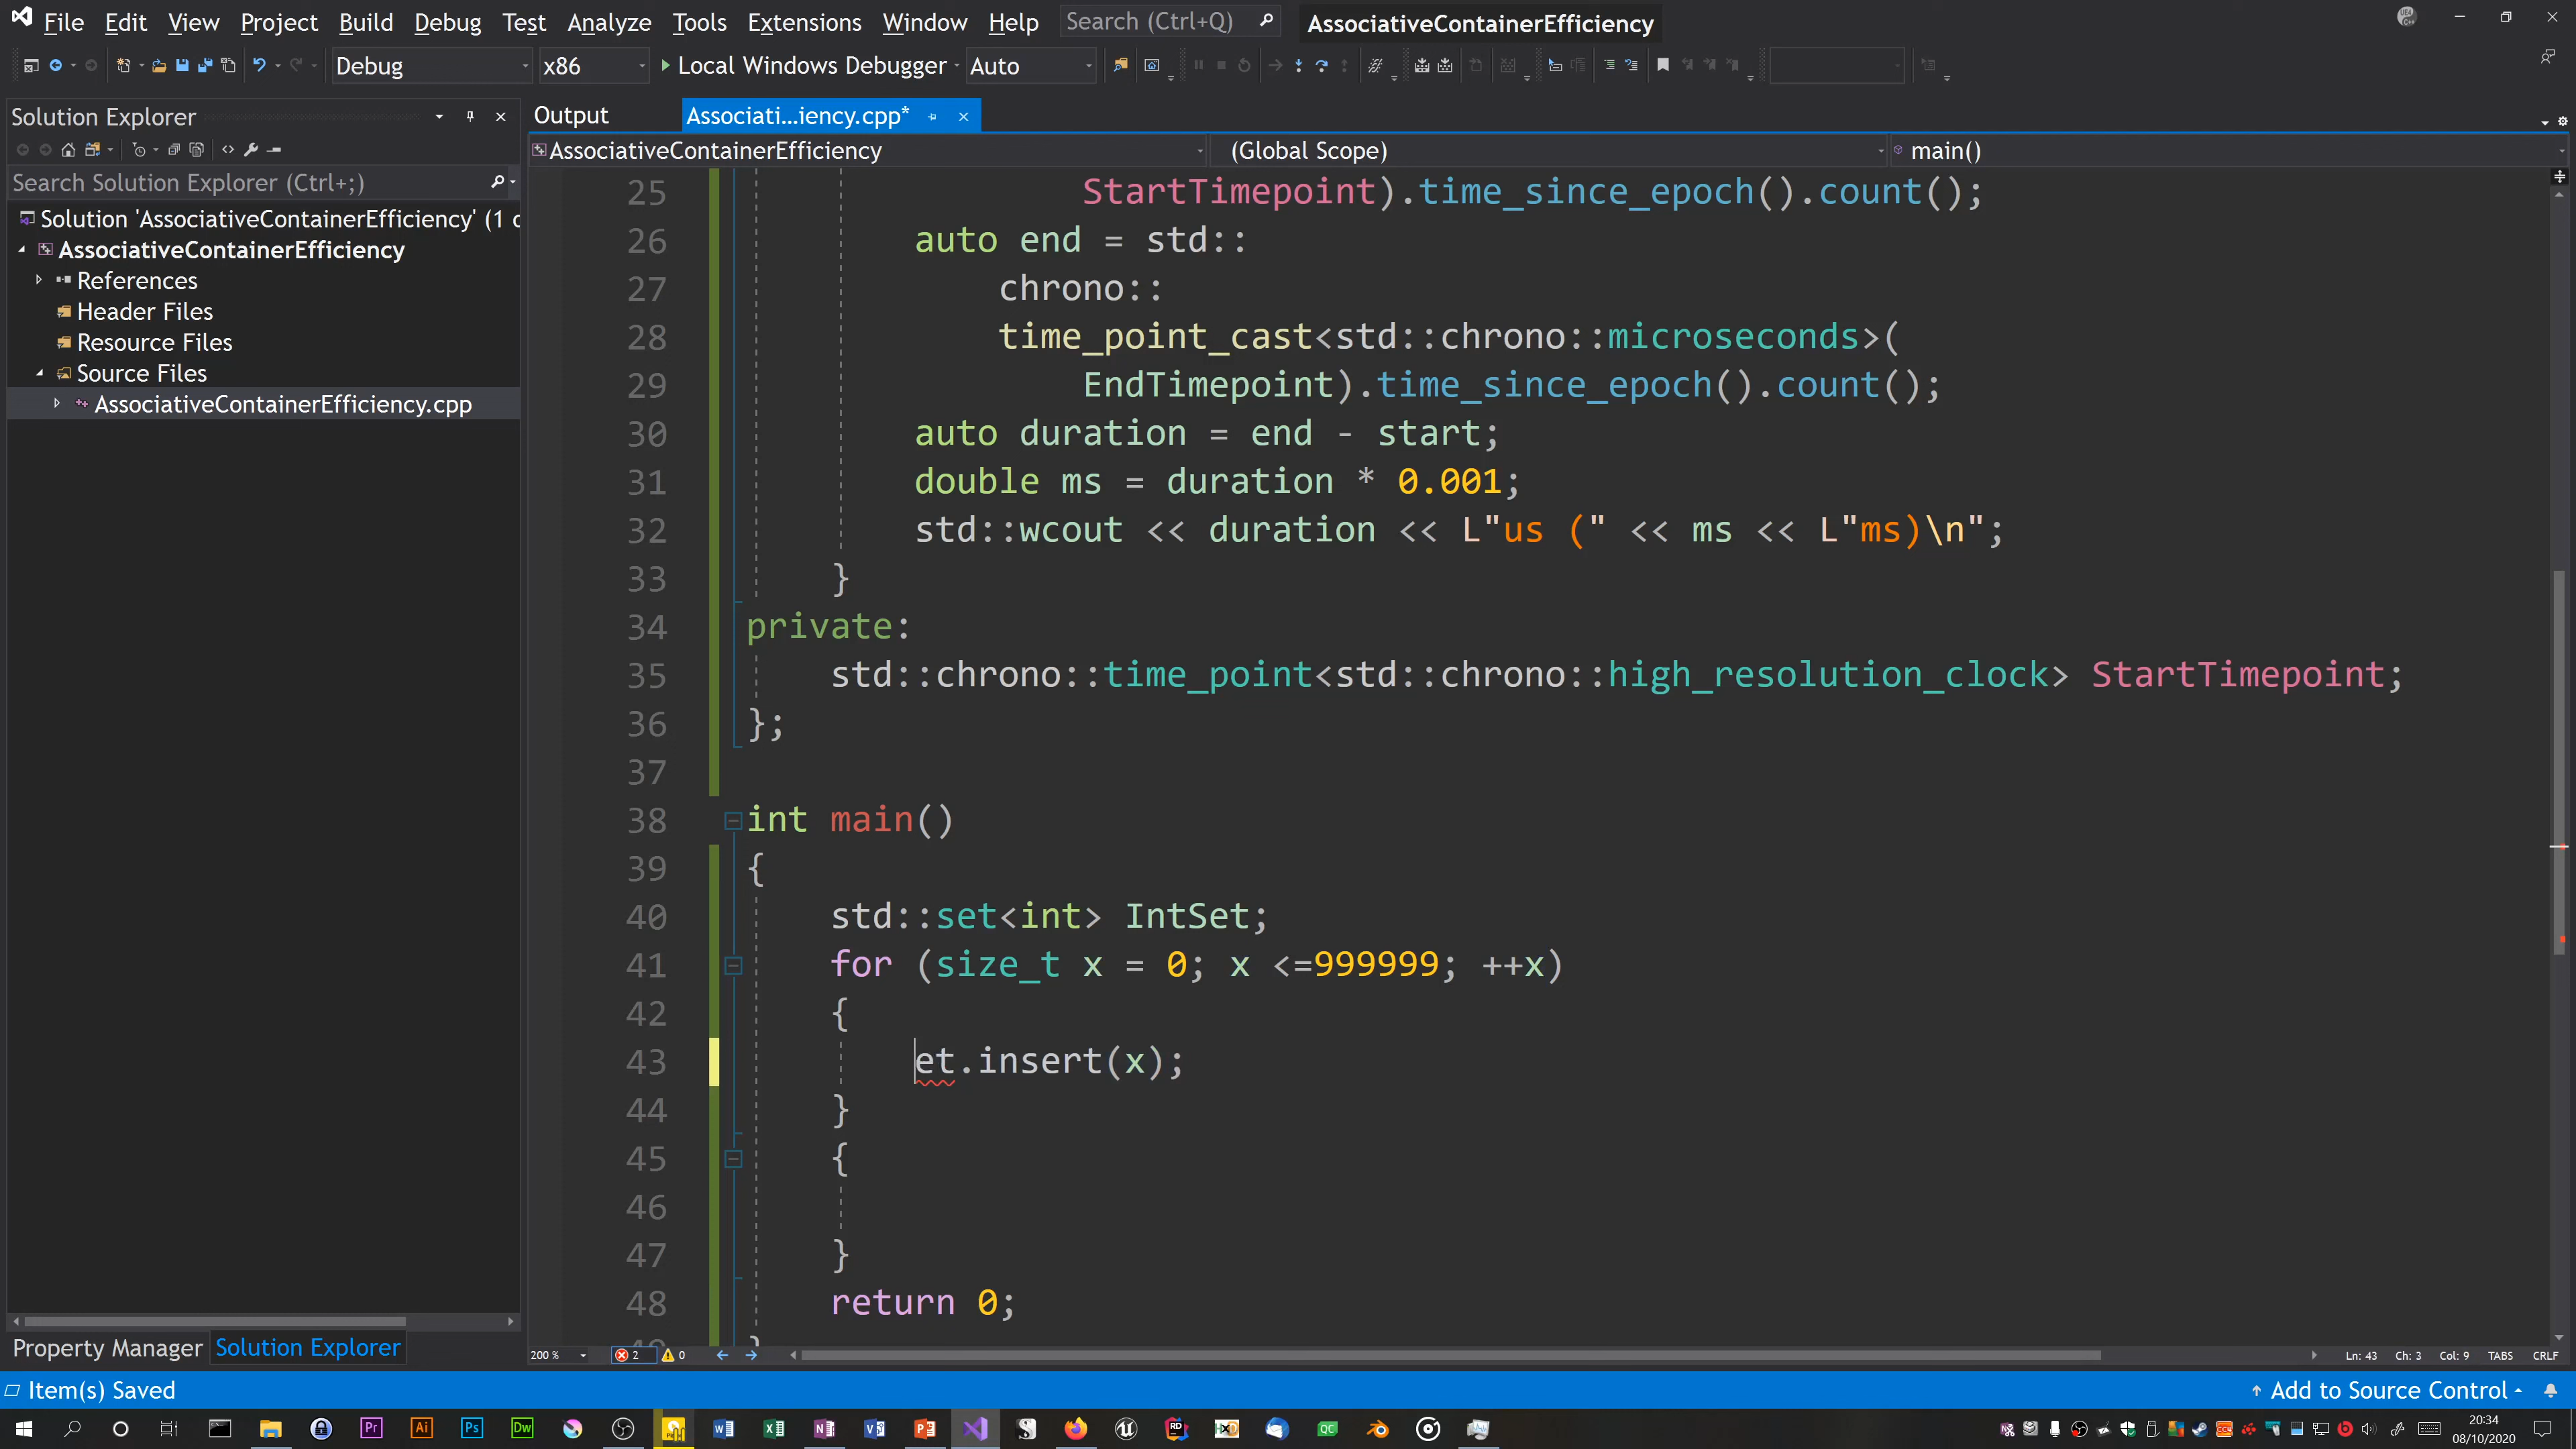 File Edit View Project Build Debug Test Analyze Tools Extensions Window Help Search (Ctrl+Q) AssociativeContainerEfficiency
Debug x86 Local Windows Debugger Auto
Solution Explorer
Search Solution Explorer (Ctrl+;)
Solution 'AssociativeContainerEfficiency' (1 c
AssociativeContainerEfficiency
References
Header Files
Resource Files
Source Files
AssociativeContainerEfficiency.cpp
Property Manager Solution Explorer
Output Associati...iency.cpp*
AssociativeContainerEfficiency (Global Scope) main()
25 StartTimepoint).time_since_epoch().count();
26 auto end = std::
27 chrono::
28 time_point_cast<std::chrono::microseconds>(
29 EndTimepoint).time_since_epoch().count();
30 auto duration = end - start;
31 double ms = duration * 0.001;
32 std::wcout << duration << L"us (" << ms << L"ms)\n";
33 }
34 private:
35 std::chrono::time_point<std::chrono::high_resolution_clock> StartTimepoint;
36 };
37
38 int main()
39 {
40 std::set<int> IntSet;
41 for (size_t x = 0; x <=999999; ++x)
42 {
43 et.insert(x);
44 }
45 {
46
47 }
48 return 0;
200 % 2 0 Ln: 43 Ch: 3 Col: 9 TABS CRLF
Item(s) Saved Add to Source Control
20:34
08/10/2020